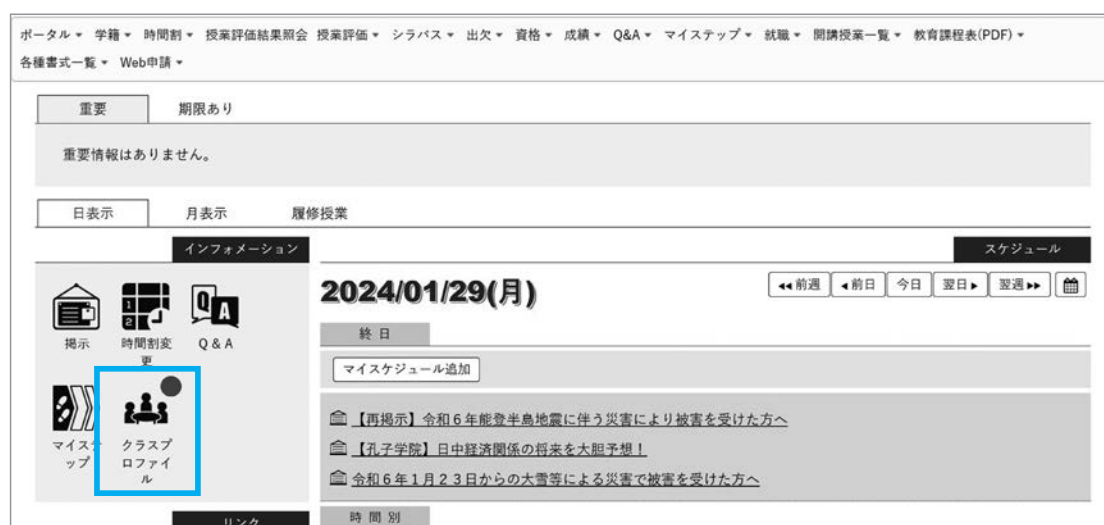 ポータル▼ 学籍▼ 時間割▼ 授業評価結果照会 授業評価▼ シラバス▼ 出欠▼ 資格▼ 成績▼ Q&A▼ マイステップ▼ 就職▼ 開講授業一覧▼ 教育課程表(PDF)▼
各種書式一覧▼ Web申請▼
重要 期限あり
重要情報はありません。
日表示 月表示 履修授業
インフォメーション
スケジュール
2024/01/29(月)
◀◀前週 ◀前日 今日 翌日▶ 翌週▶▶
掲示
時間割変
更
Q & A
終日
マイスケジュール追加
マイステ
ップ
クラスプ
ロファイ
ル
【再掲示】令和6年能登半島地震に伴う災害により被害を受けた方へ
【孔子学院】日中経済関係の将来を大胆予想！
令和6年1月23日からの大雪等による災害で被害を受けた方へ
リンク
時間別